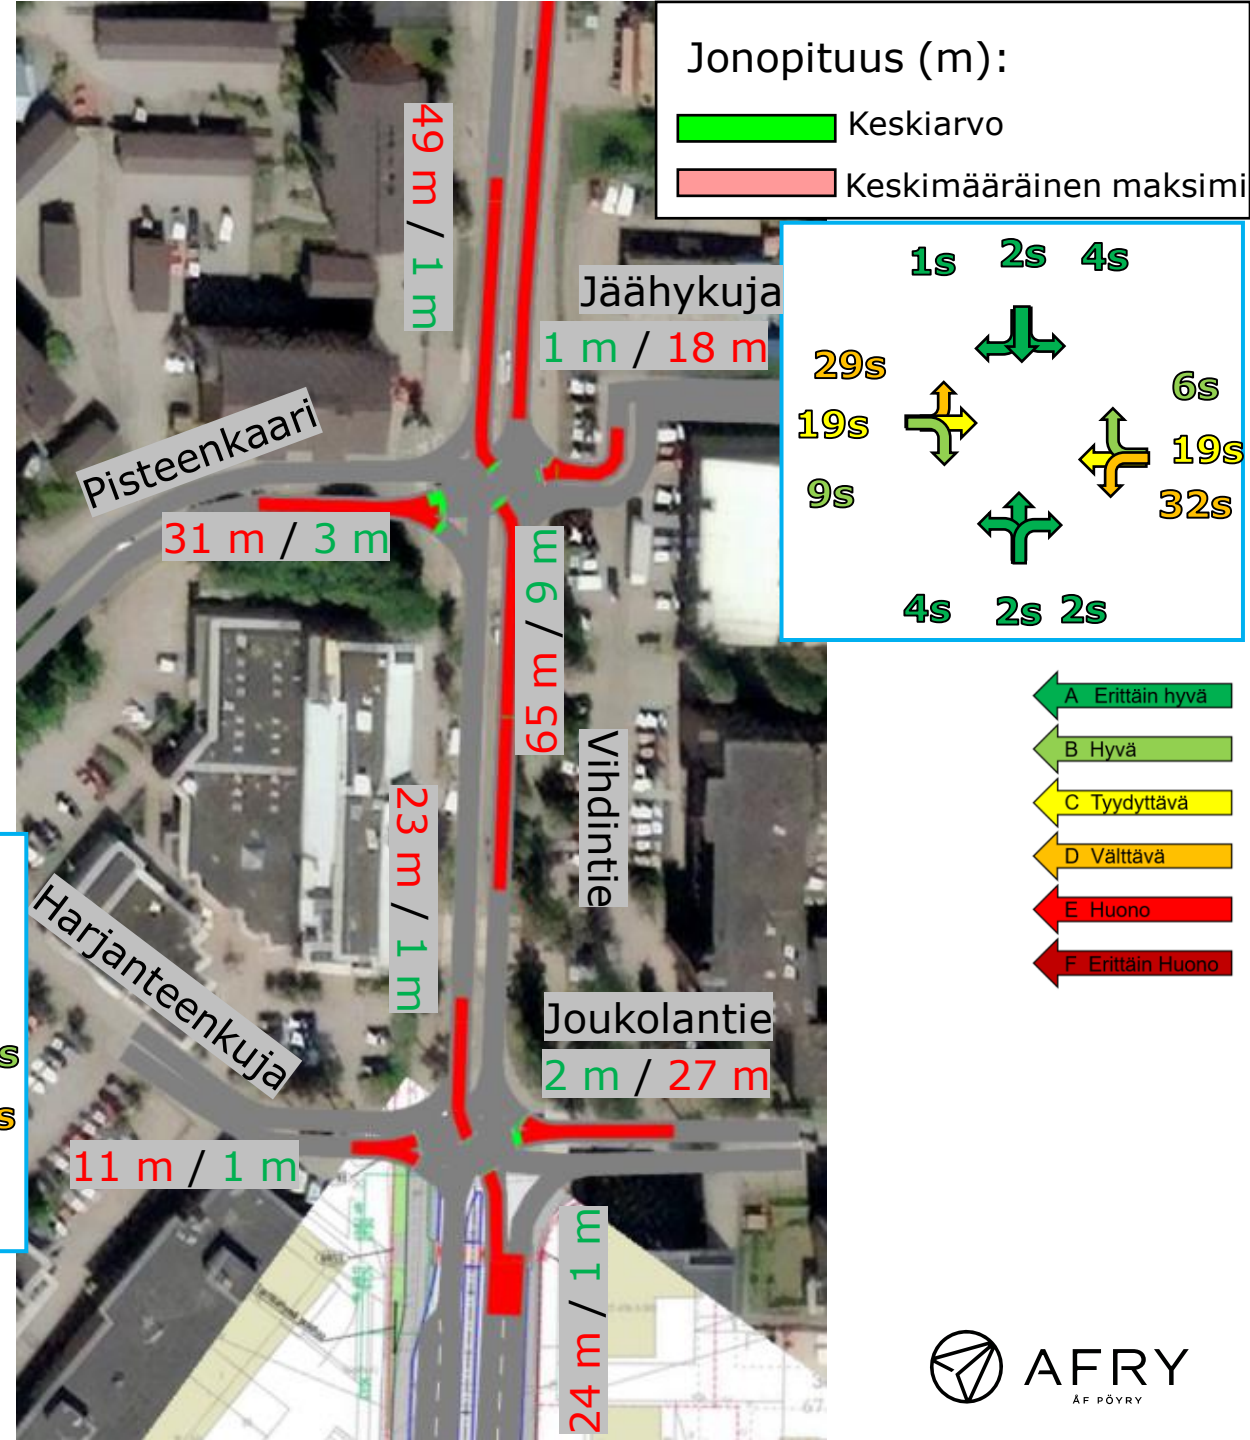 Jonopituus (m):
Keskiarvo
Keskimääräinen maksimi
49 m / 1 m
Jäähykuja
1 m / 18 m
1s 2s 4s
29s
19s
9s
6s
19s
32s
4s 2s 2s
Pisteenkaari
31 m / 3 m
65 m / 9 m
Vihdintie
A Erittäin hyvä
B Hyvä
C Tyydyttävä
D Välttävä
E Huono
F Erittäin Huono
23 m / 1 m
Harjanteenkuja
Joukolantie
2 m / 27 m
s
s
11 m / 1 m
24 m / 1 m
AFRY
ÅF PÖYRY